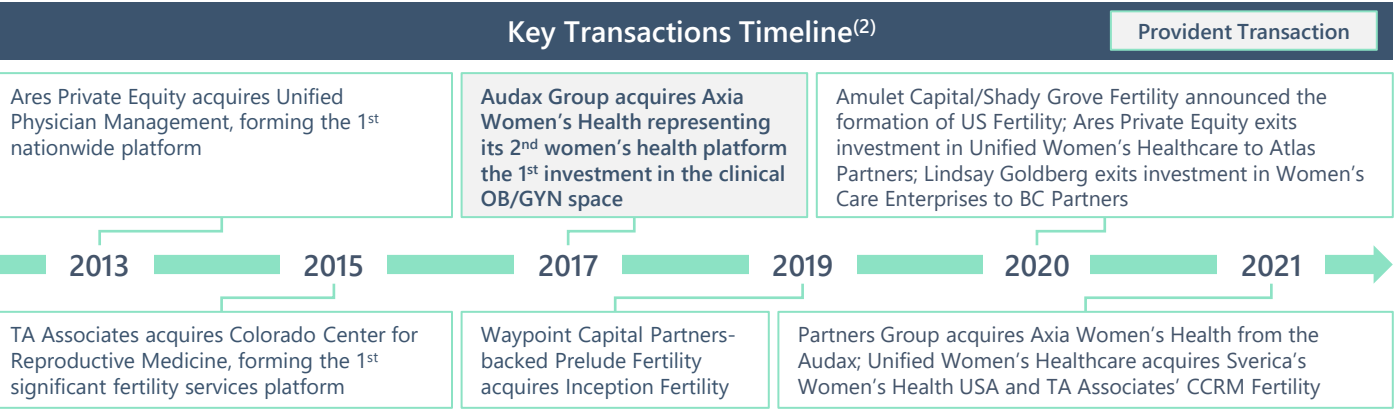 Key Transactions Timeline(2)
Provident Transaction
Ares Private Equity acquires Unified
Physician Management, forming the 1st
nationwide platform
Audax Group acquires Axia
Women's Health representing
its 2nd women's health platform
the 1st investment in the clinical
OB/GYN space
Amulet Capital/Shady Grove Fertility announced the
formation of US Fertility; Ares Private Equity exits
investment in Unified Women's Healthcare to Atlas
Partners; Lindsay Goldberg exits investment in Women's
Care Enterprises to BC Partners
2013
2015
2017
2019
2020
2021
TA Associates acquires Colorado Center for
Reproductive Medicine, forming the 1st
significant fertility services platform
Waypoint Capital Partners-
backed Prelude Fertility
acquires Inception Fertility
Partners Group acquires Axia Women's Health from the
Audax; Unified Women's Healthcare acquires Sverica's
Women's Health USA and TA Associates' CCRM Fertility